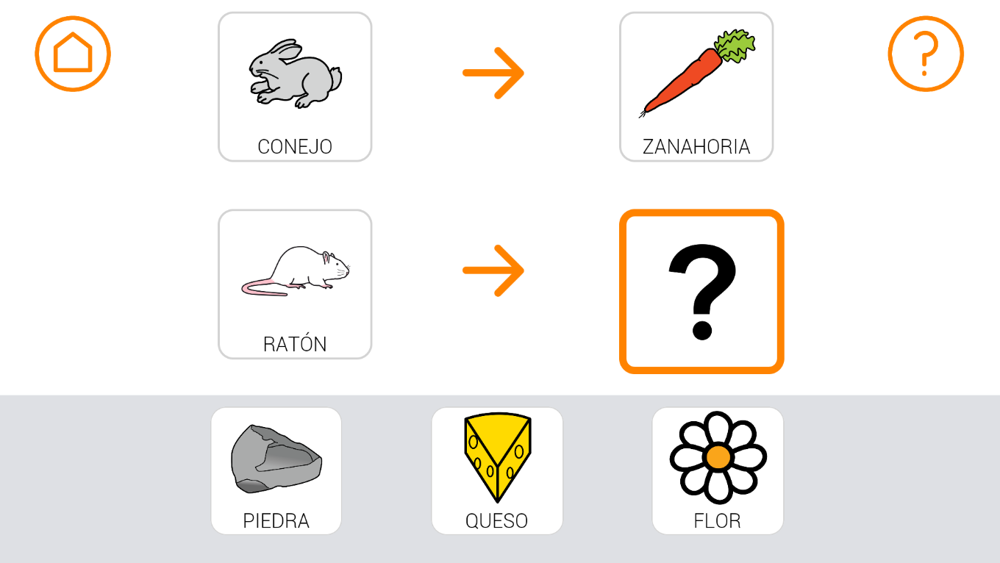 CONEJO
ZANAHORIA
RATÓN
?
PIEDRA
QUESO
FLOR